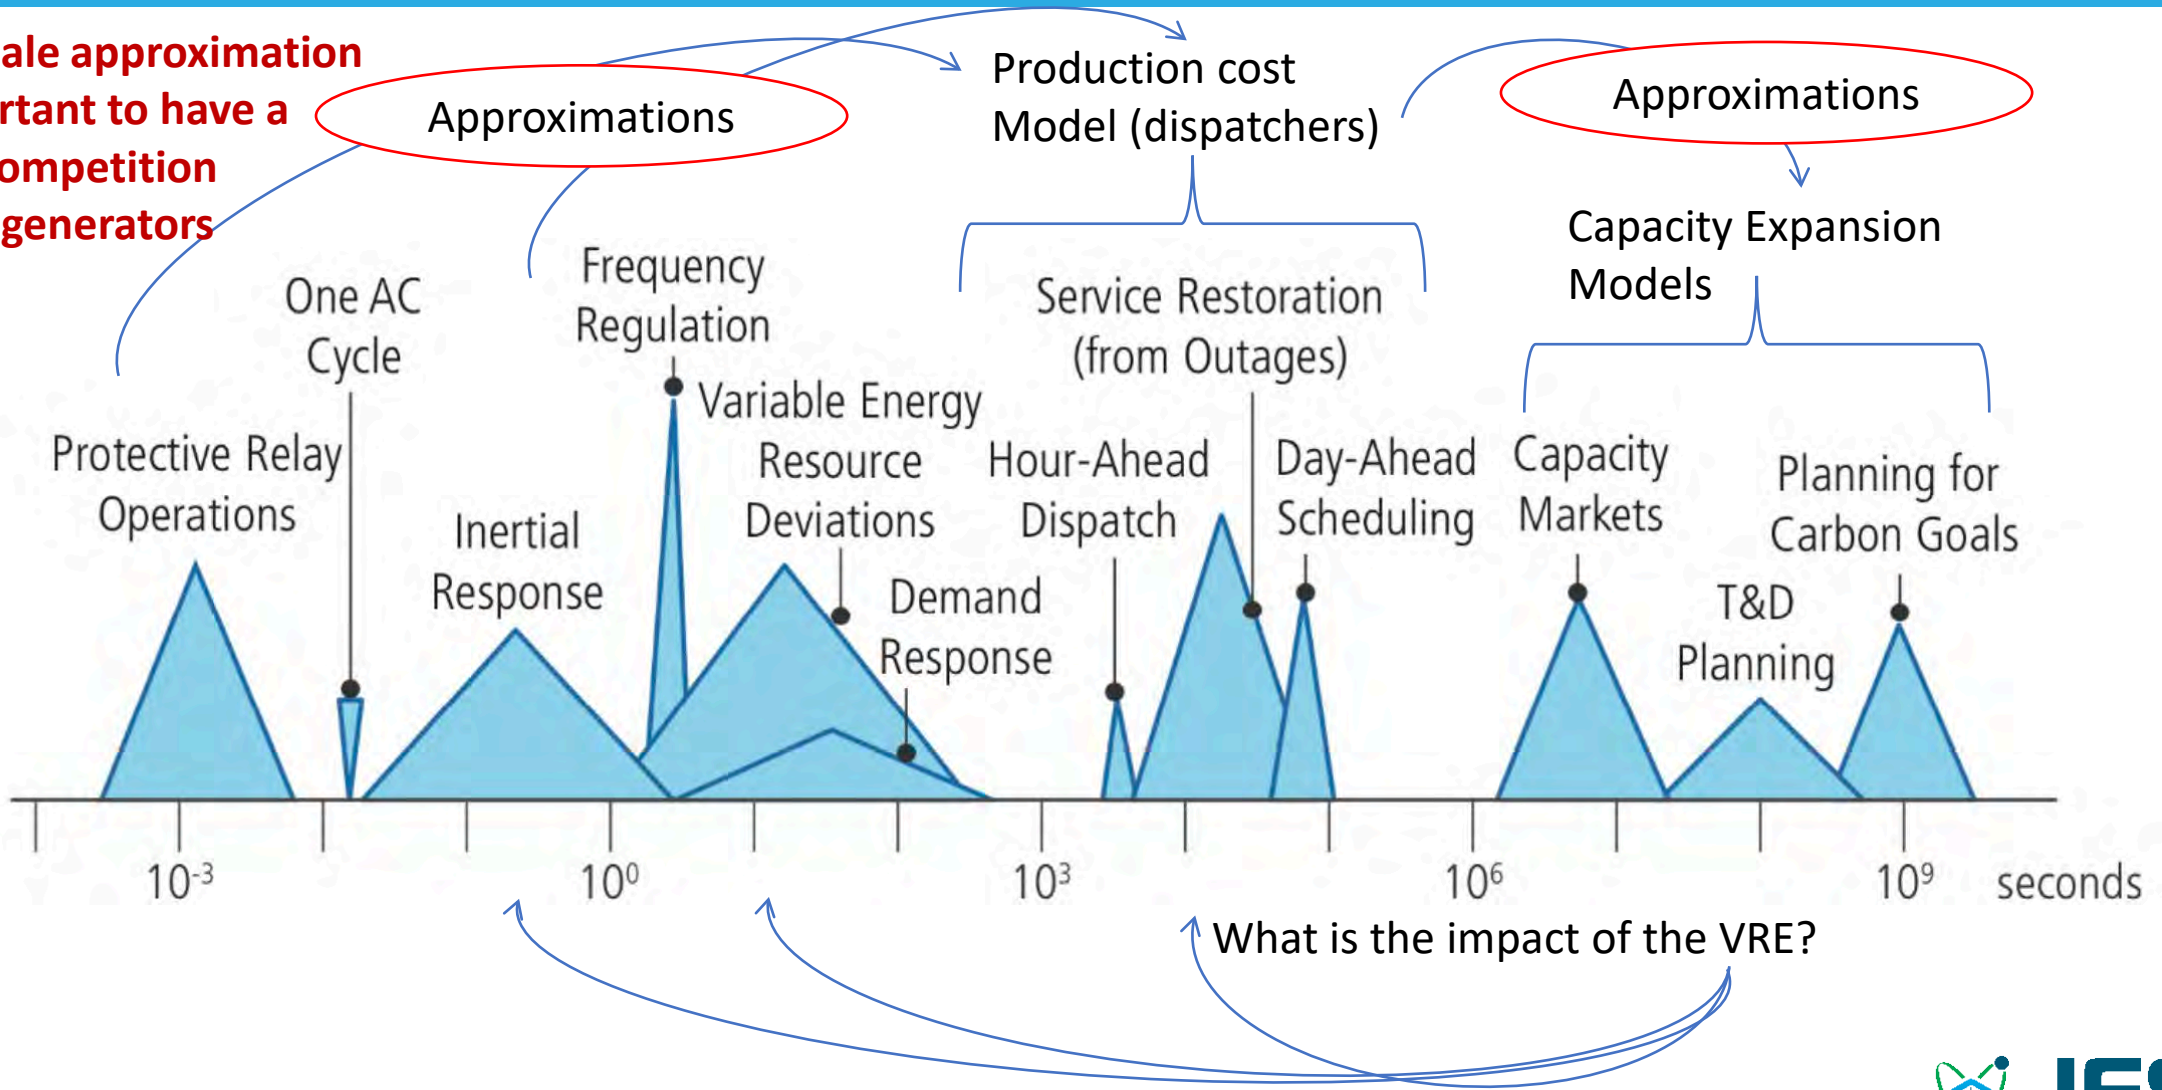 ale approximation
rtant to have a
ompetition
generators
Approximations
Production cost
Model (dispatchers)
Approximations
Capacity Expansion
Models
Protective Relay
Operations
One AC
Cycle
Inertial
Response
Frequency
Regulation
Variable Energy
Resource
Deviations
Demand
Response
Hour-Ahead
Dispatch
Service Restoration
(from Outages)
Day-Ahead
Scheduling
Capacity
Markets
T&D
Planning
Planning for
Carbon Goals
10⁻³
10⁰
10³
10⁶
10⁹
seconds
What is the impact of the VRE?